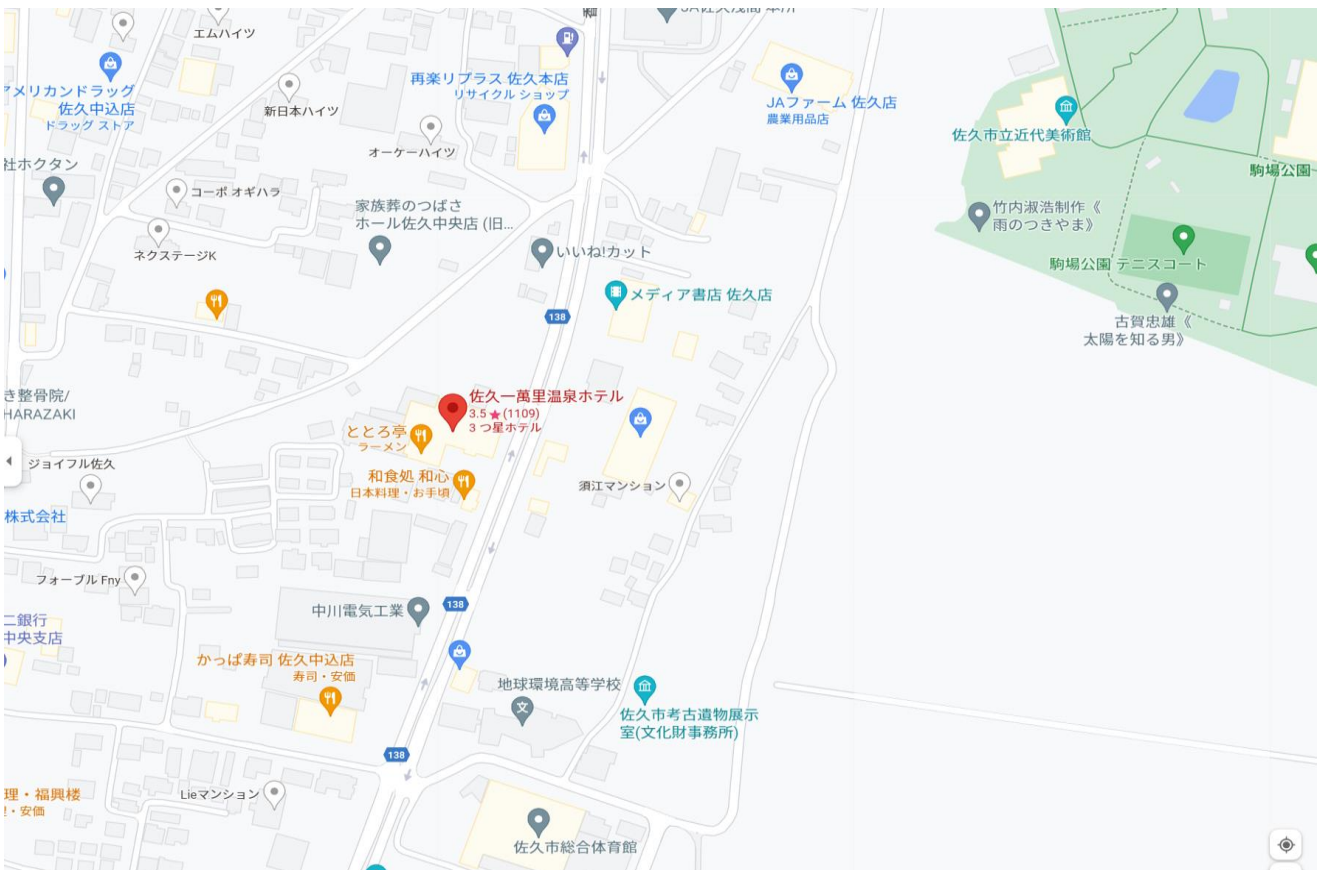 エムハイツ
アメリカンドラッグ
佐久中込店
ドラッグ ストア
新日本ハイツ
再楽リプラス 佐久本店
リサイクル ショップ
JAファーム 佐久店
農業用品店
佐久市立近代美術館
オーケーハイツ
社ホクタン
コーポ オギハラ
駒場公園
家族葬のつばさ
ホール佐久中央店 (旧...
竹内淑浩制作《
雨のつきやま》
ネクステージK
いいね!カット
駒場公園 テニスコート
メディア書店 佐久店
138
古賀忠雄《
太陽を知る男》
き整骨院/
HARAZAKI
佐久一萬里温泉ホテル
3.5 ★ (1109)
3 つ星ホテル
ととろ亭
ラーメン
ジョイフル佐久
和食処 和心
日本料理・お手頃
須江マンション
株式会社
フォーブル Fny
中川電気工業
138
二銀行
中央支店
かっぱ寿司 佐久中込店
寿司・安価
地球環境高等学校
文
佐久市考古遺物展示
室(文化財事務所)
138
理・福興楼
・安価
Lieマンション
佐久市総合体育館